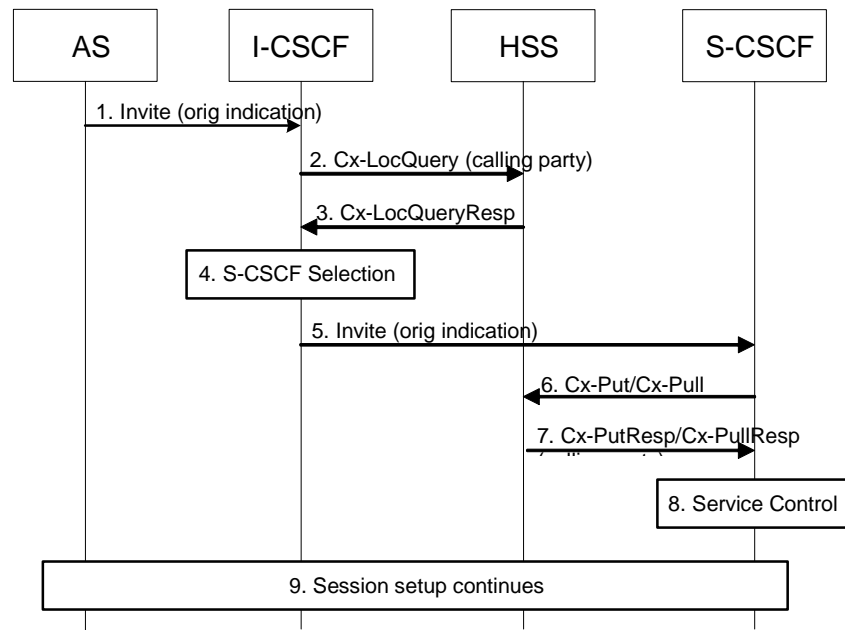 AS I-CSCF HSS S-CSCF
1. Invite (orig indication)
2. Cx-LocQuery (calling party)
3. Cx-LocQueryResp
4. S-CSCF Selection
5. Invite (orig indication)
6. Cx-Put/Cx-Pull
7. Cx-PutResp/Cx-PullResp
8. Service Control
9. Session setup continues